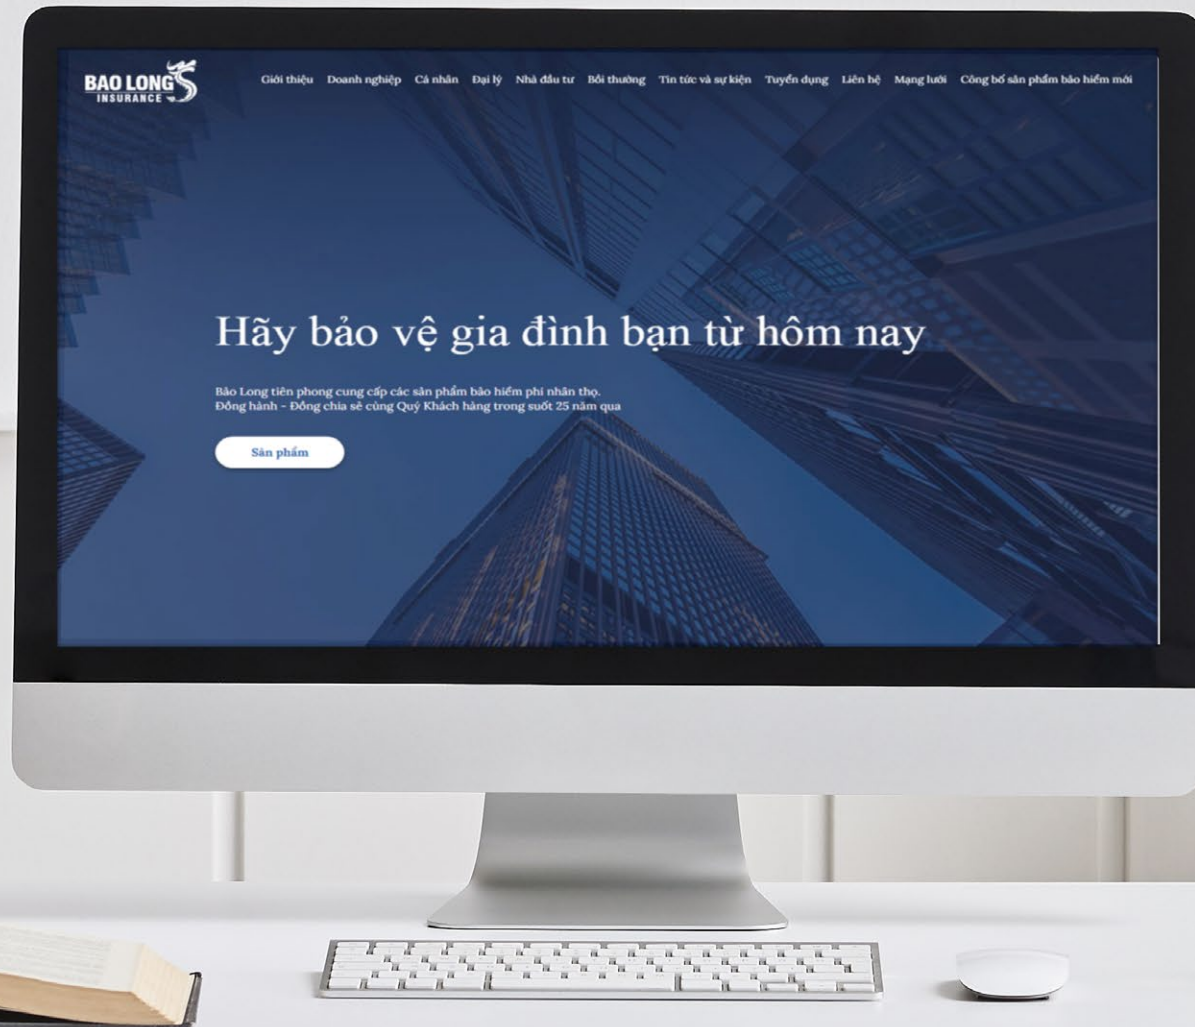 BAO LONG
INSURANCE
Giới thiệu Doanh nghiệp Cá nhân Đại lý Nhà đầu tư Bồi thường Tin tức và sự kiện Tuyển dụng Liên hệ Mạng lưới Công bố sản phẩm bảo hiểm mới
Hãy bảo vệ gia đình bạn từ hôm nay
Bảo Long tiên phong cung cấp các sản phẩm bảo hiểm phi nhân thọ.
Đồng hành – Đồng chia sẻ cùng Quý Khách hàng trong suốt 25 năm qua
Sản phẩm